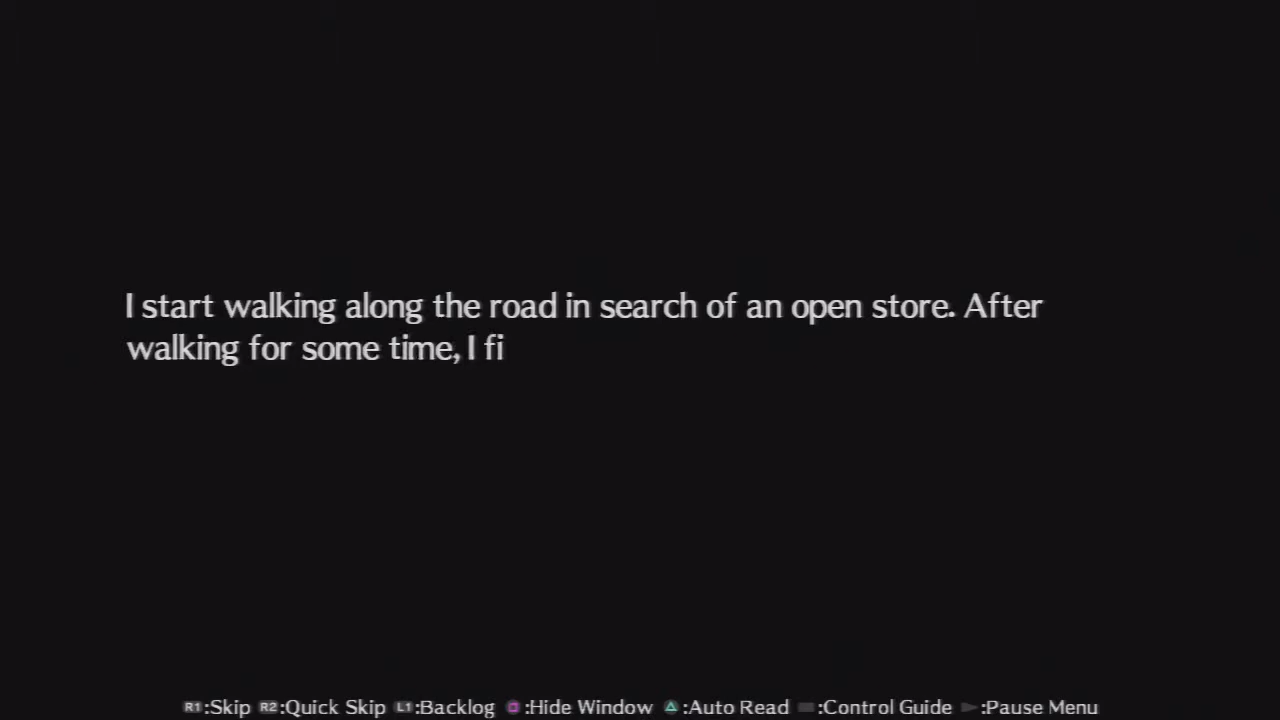 I start walking along the road in search of an open store. After
walking for some time, I fi
R1:Skip R2:Quick Skip L1:Backlog :Hide Window :Auto Read :Control Guide :Pause Menu